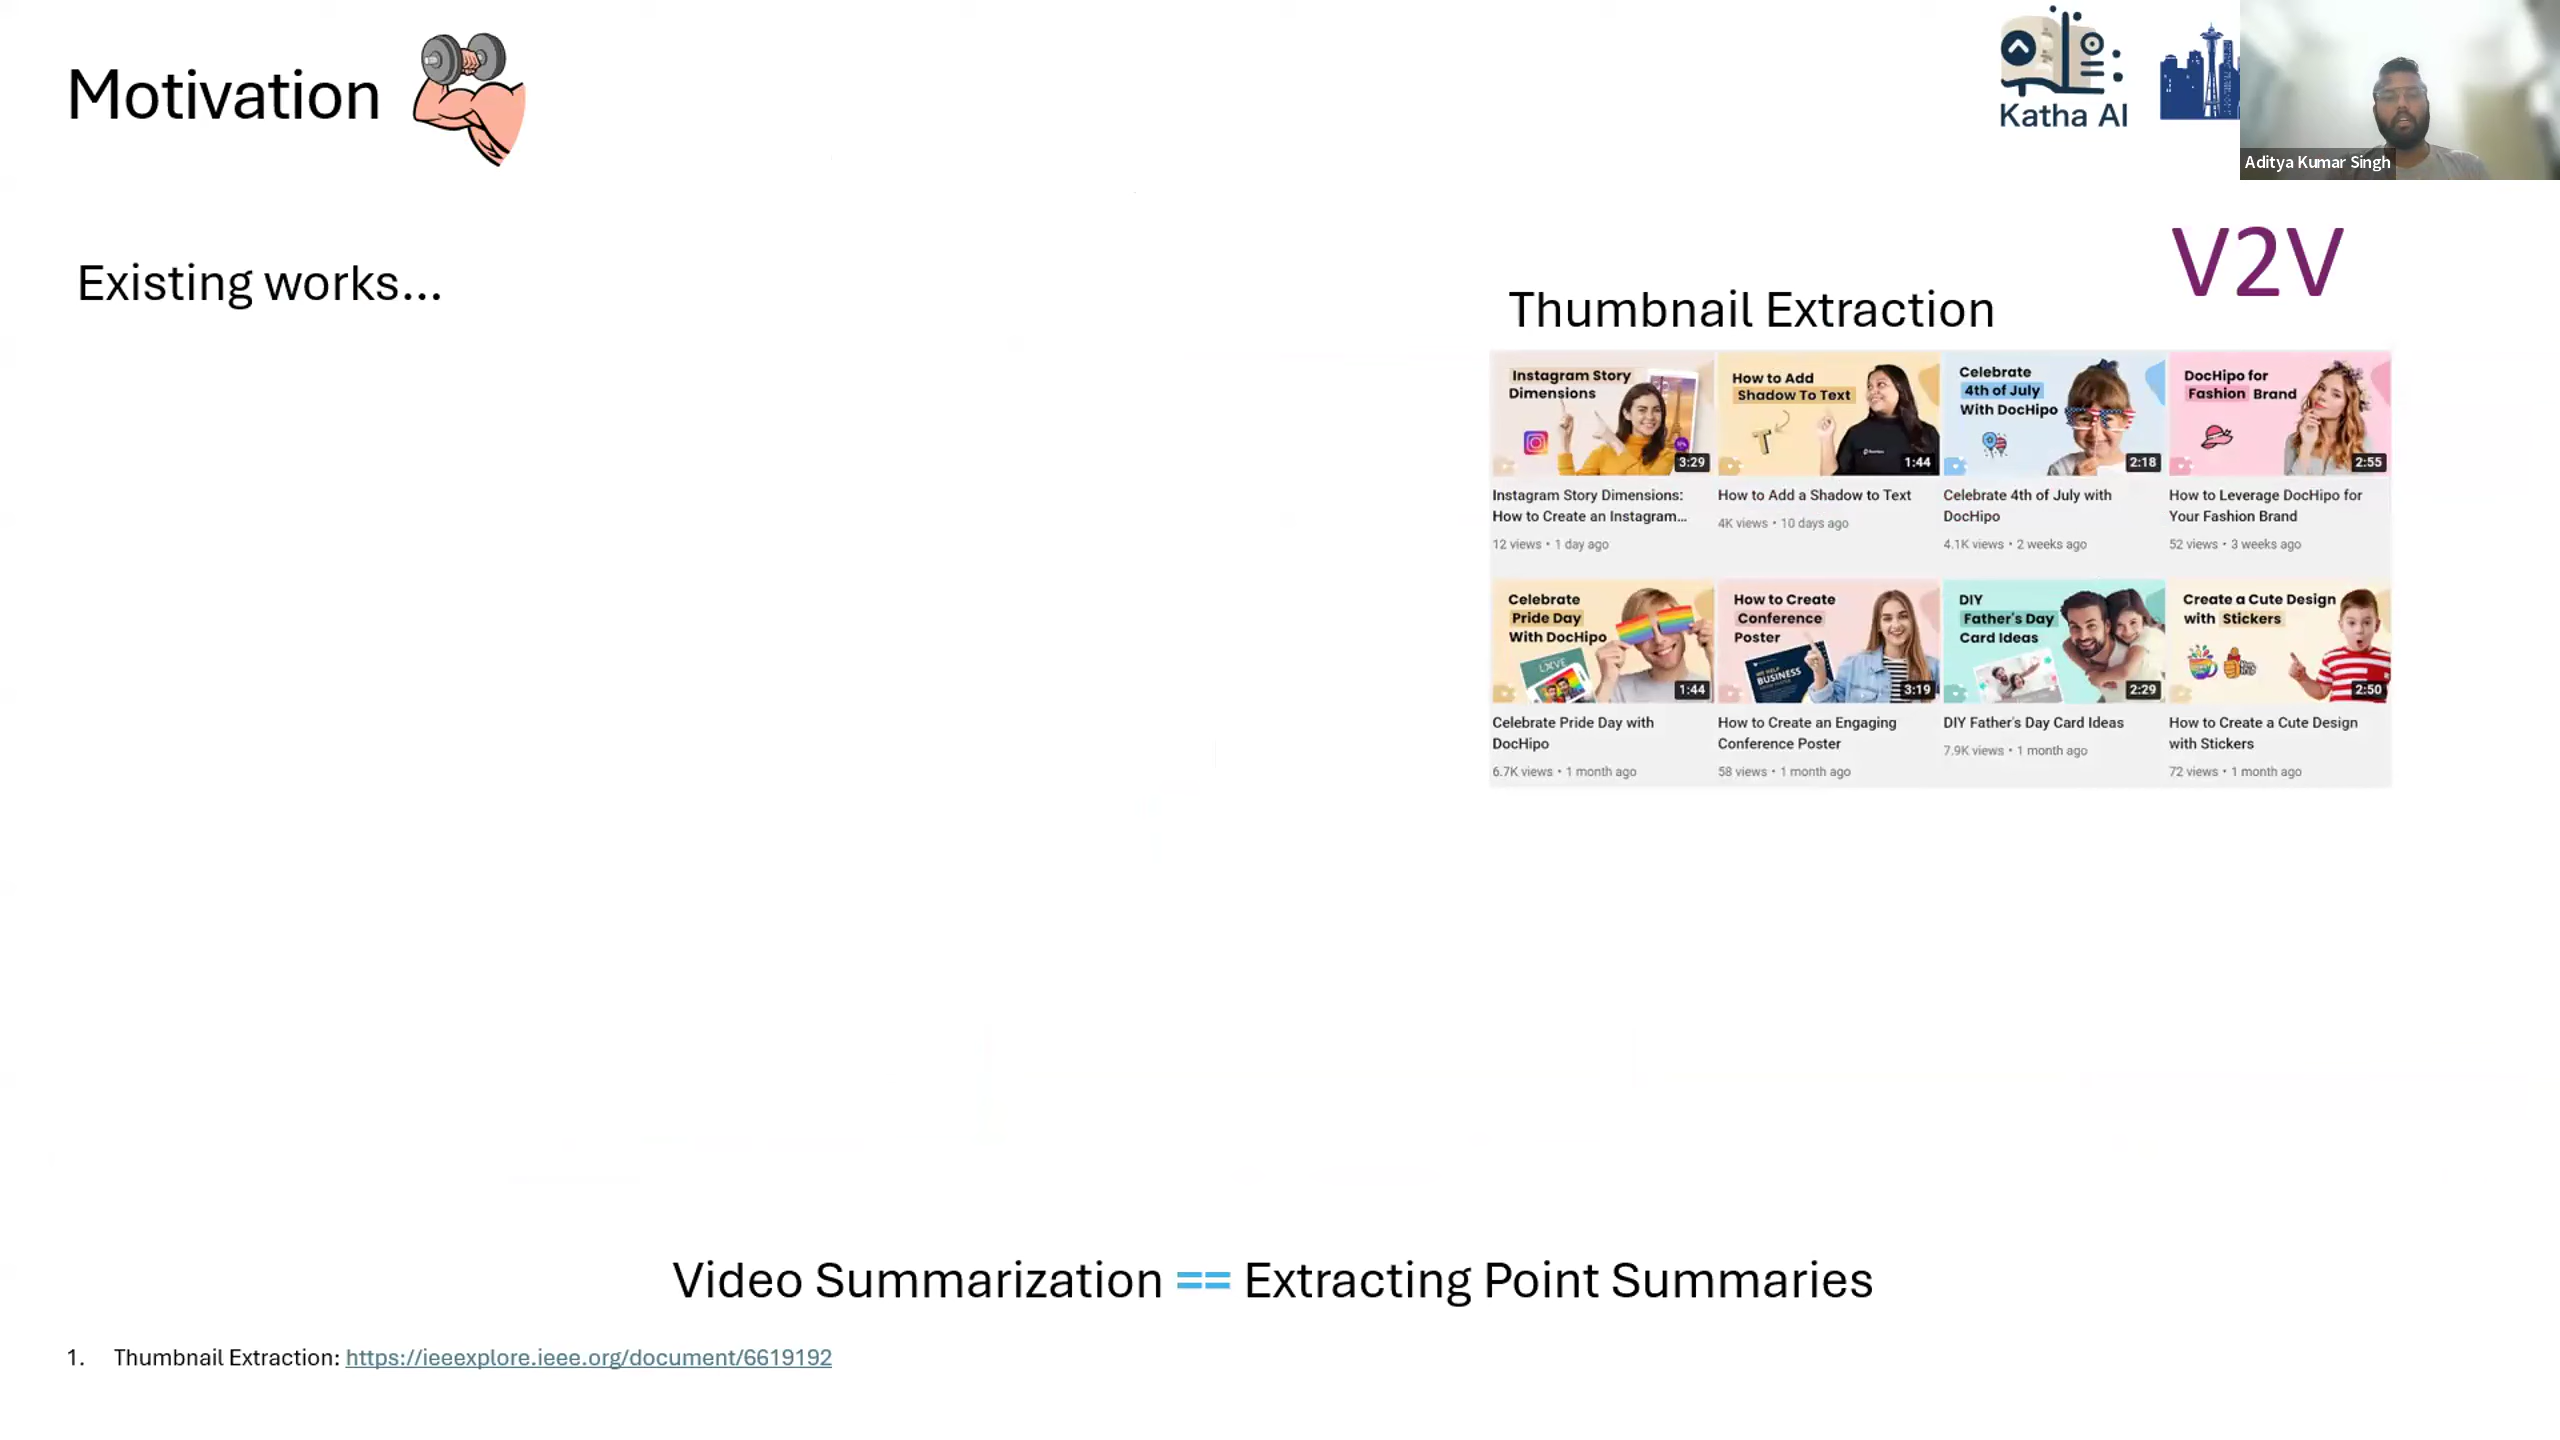 Motivation
Katha AI
Aditya Kumar Singh
V2V
Existing works...
Thumbnail Extraction
Instagram Story
Dimensions
3:29
How to Add
Shadow To Text
1:44
Celebrate
4th of July
With DocHipo
2:18
DocHipo for
Fashion Brand
2:55
Instagram Story Dimensions:
How to Create an Instagram...
12 views • 1 day ago
How to Add a Shadow to Text
4K views • 10 days ago
Celebrate 4th of July with
DocHipo
4.1K views • 2 weeks ago
How to Leverage DocHipo for
Your Fashion Brand
52 views • 3 weeks ago
Celebrate
Pride Day
With DocHipo
1:44
How to Create
Conference
Poster
BUSINESS
3:19
DIY
Father's Day
Card Ideas
2:29
Create a Cute Design
with Stickers
2:50
Celebrate Pride Day with
DocHipo
6.7K views • 1 month ago
How to Create an Engaging
Conference Poster
58 views • 1 month ago
DIY Father's Day Card Ideas
7.9K views • 1 month ago
How to Create a Cute Design
with Stickers
72 views • 1 month ago
Video Summarization == Extracting Point Summaries
1. Thumbnail Extraction: https://ieeexplore.ieee.org/document/6619192